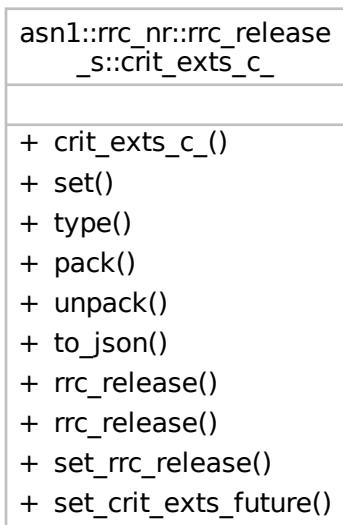 asn1::rrc_nr::rrc_release
_s::crit_exts_c_
+ crit_exts_c_()
+ set()
+ type()
+ pack()
+ unpack()
+ to_json()
+ rrc_release()
+ rrc_release()
+ set_rrc_release()
+ set_crit_exts_future()